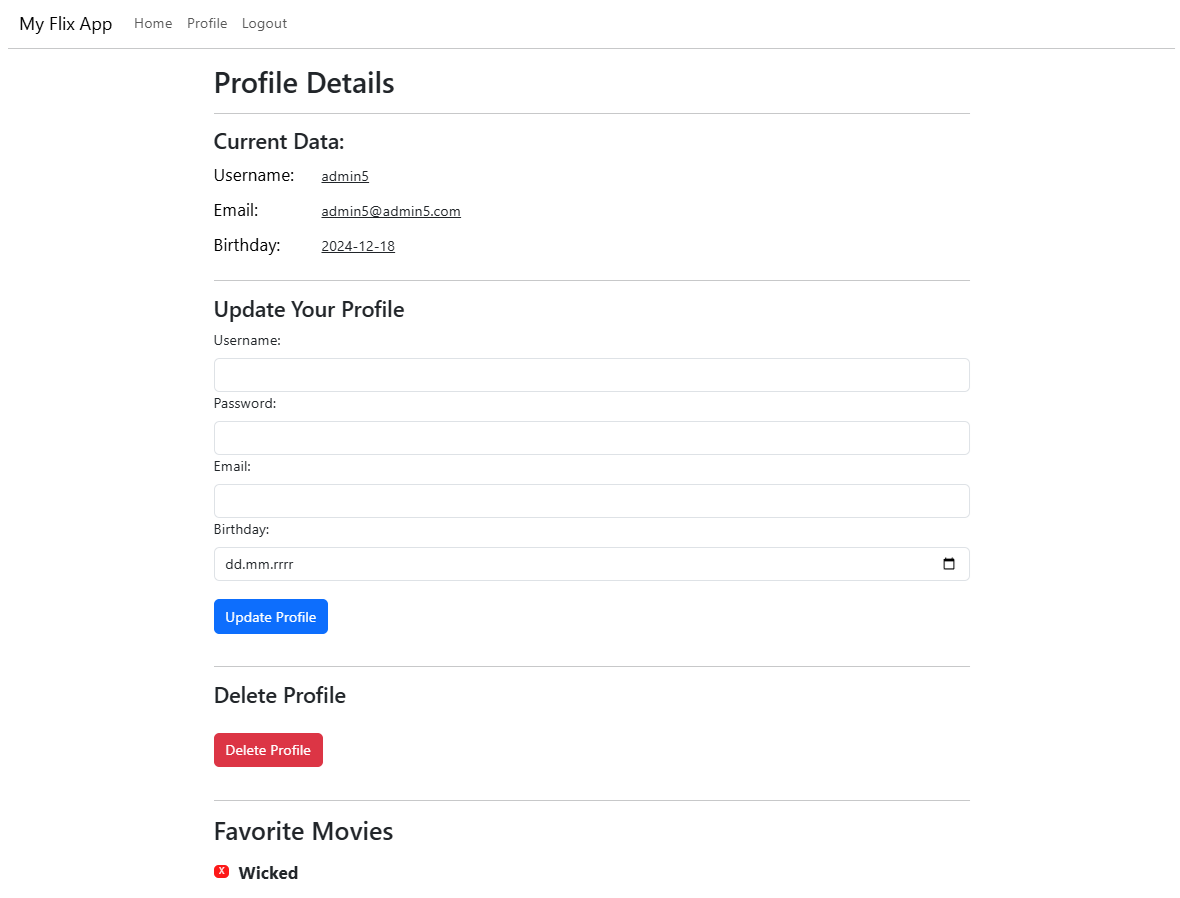 My Flix App Home Profile Logout
Profile Details
Current Data:
Username: admin5
Email: admin5@admin5.com
Birthday: 2024-12-18
Update Your Profile
Username:
Password:
Email:
Birthday:
dd.mm.rrrr
Update Profile
Delete Profile
Delete Profile
Favorite Movies
X Wicked